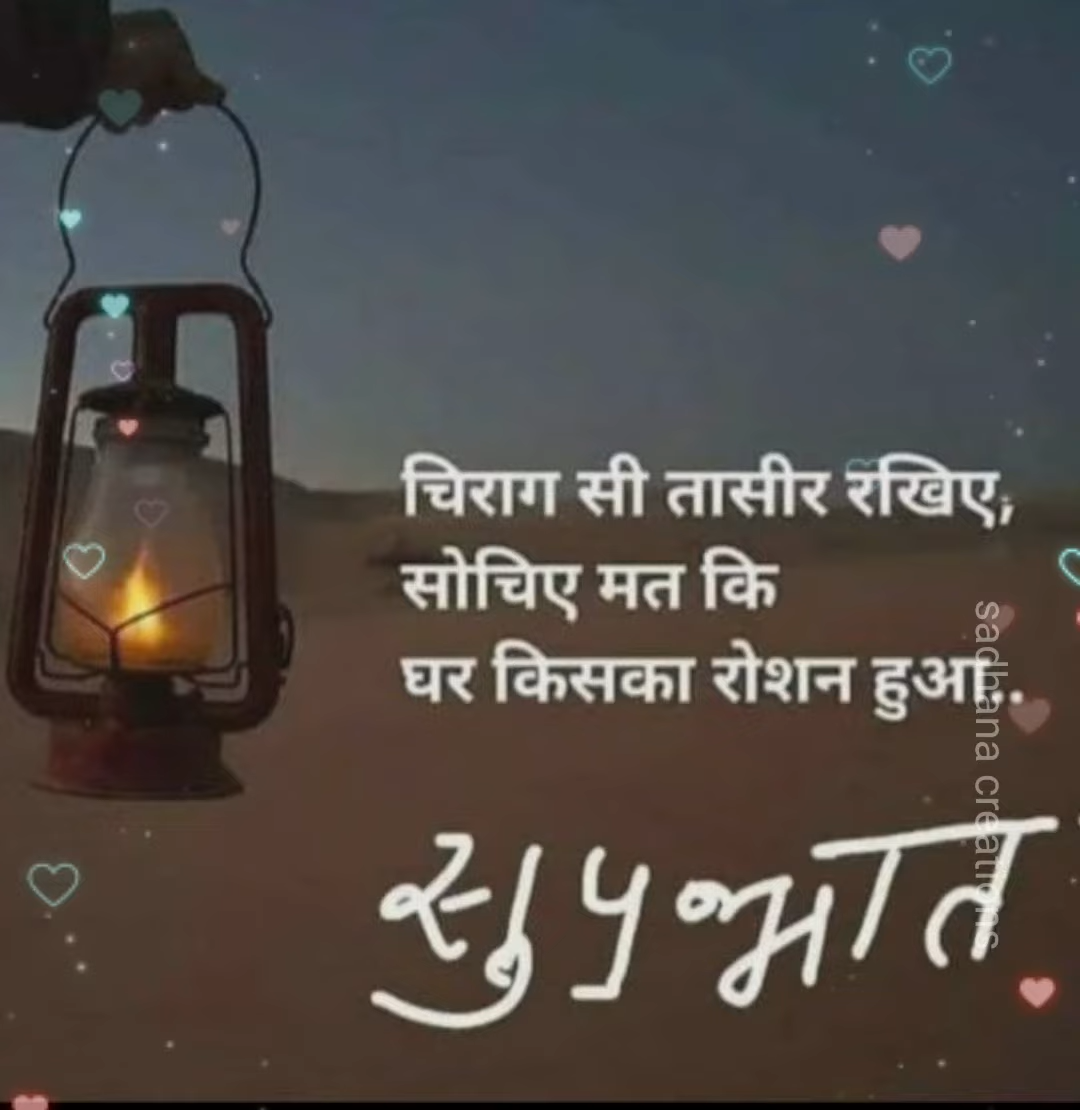 चिराग सी तासीर रखिए,
सोचिए मत कि
घर किसका रोशन हुआ..
सुप्रभात
sadhana creations